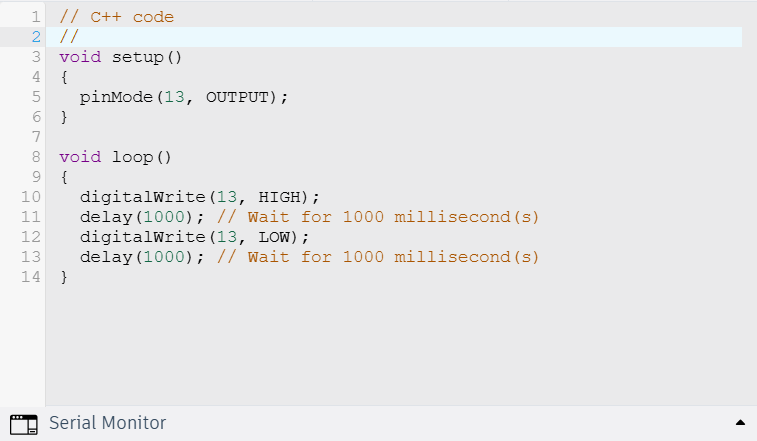 1 // C++ code
2 //
3 void setup()
4 {
5   pinMode(13, OUTPUT);
6 }
7
8 void loop()
9 {
10   digitalWrite(13, HIGH);
11   delay(1000); // Wait for 1000 millisecond(s)
12   digitalWrite(13, LOW);
13   delay(1000); // Wait for 1000 millisecond(s)
14 }
Serial Monitor